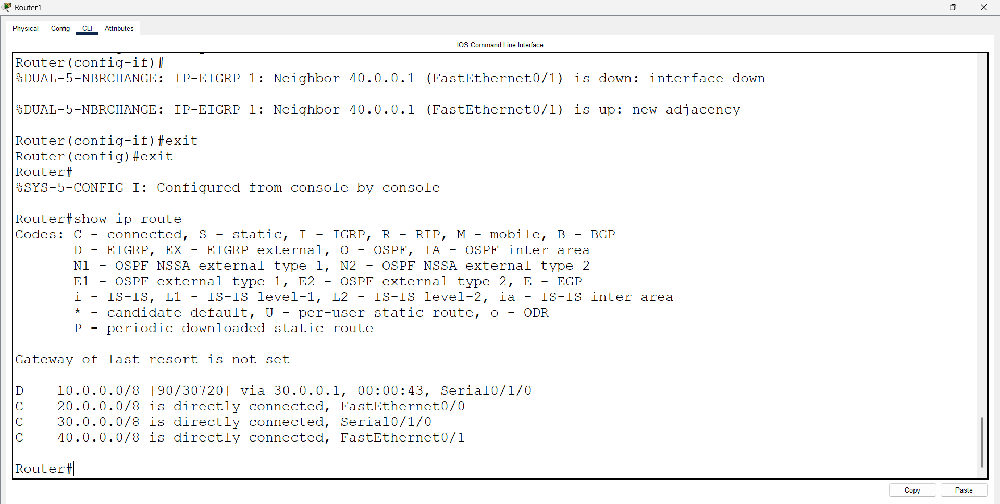 Router1
Physical Config CLI Attributes
IOS Command Line Interface
Router(config-if)#
%DUAL-5-NBRCHANGE: IP-EIGRP 1: Neighbor 40.0.0.1 (FastEthernet0/1) is down: interface down
%DUAL-5-NBRCHANGE: IP-EIGRP 1: Neighbor 40.0.0.1 (FastEthernet0/1) is up: new adjacency
Router(config-if)#exit
Router(config)#exit
Router#
%SYS-5-CONFIG_I: Configured from console by console
Router#show ip route
Codes: C - connected, S - static, I - IGRP, R - RIP, M - mobile, B - BGP
D - EIGRP, EX - EIGRP external, O - OSPF, IA - OSPF inter area
N1 - OSPF NSSA external type 1, N2 - OSPF NSSA external type 2
E1 - OSPF external type 1, E2 - OSPF external type 2, E - EGP
i - IS-IS, L1 - IS-IS level-1, L2 - IS-IS level-2, ia - IS-IS inter area
* - candidate default, U - per-user static route, o - ODR
P - periodic downloaded static route
Gateway of last resort is not set
D 10.0.0.0/8 [90/30720] via 30.0.0.1, 00:00:43, Serial0/1/0
C 20.0.0.0/8 is directly connected, FastEthernet0/0
C 30.0.0.0/8 is directly connected, Serial0/1/0
C 40.0.0.0/8 is directly connected, FastEthernet0/1
Router#
Copy Paste